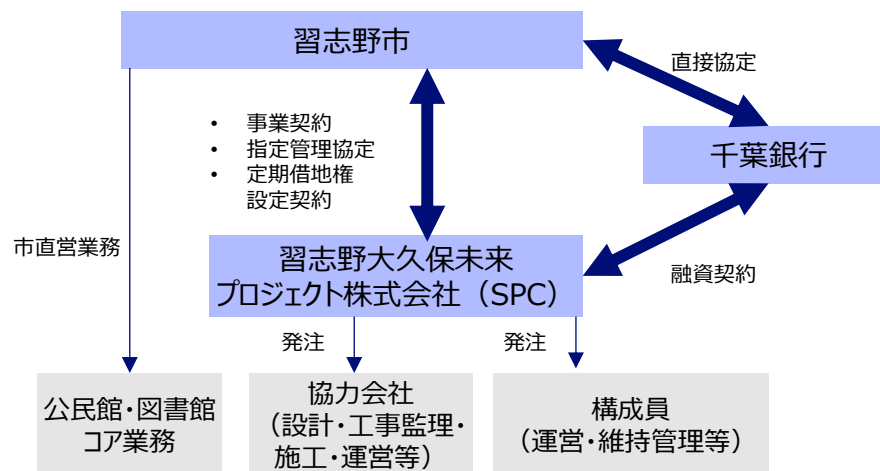 習志野市
直接協定
• 事業契約
• 指定管理協定
• 定期借地権
設定契約
千葉銀行
市直営業務
習志野大久保未来
プロジェクト株式会社（SPC）
融資契約
発注
発注
公民館・図書館
コア業務
協力会社
（設計・工事監理・
施工・運営等）
構成員
（運営・維持管理等）